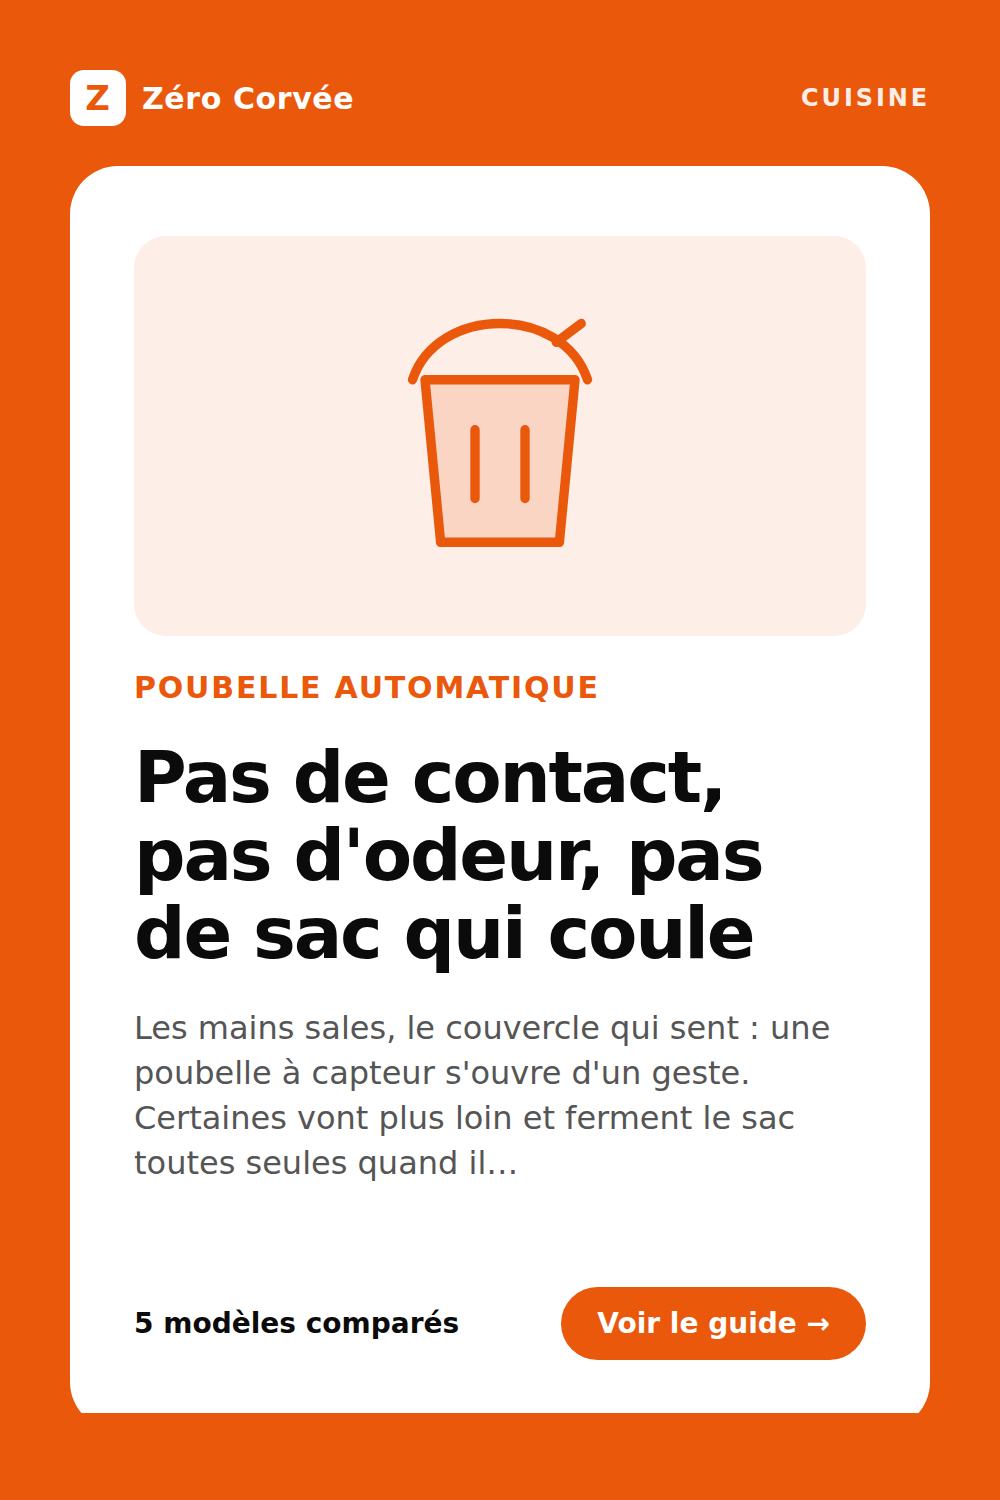 Z Zéro Corvée
CUISINE
POUBELLE AUTOMATIQUE
Pas de contact,
pas d'odeur, pas
de sac qui coule
Les mains sales, le couvercle qui sent : une
poubelle à capteur s'ouvre d'un geste.
Certaines vont plus loin et ferment le sac
toutes seules quand il…
5 modèles comparés
Voir le guide →